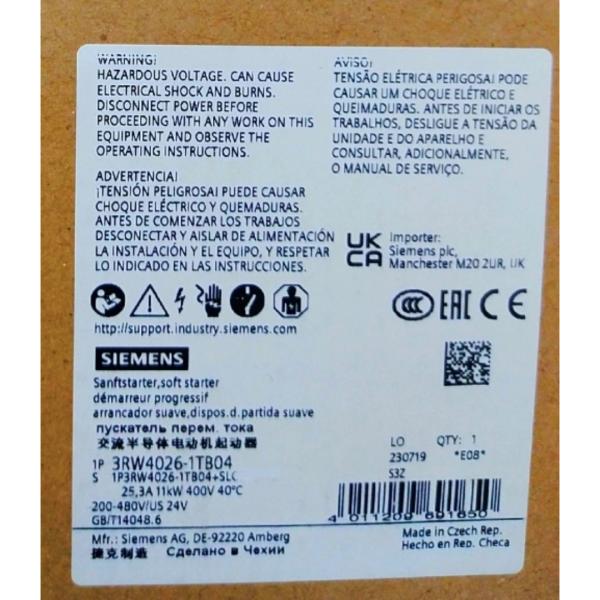 WARNING!
HAZARDOUS VOLTAGE. CAN CAUSE
ELECTRICAL SHOCK AND BURNS.
DISCONNECT POWER BEFORE
PROCEEDING WITH ANY WORK ON THIS
EQUIPMENT AND OBSERVE THE
OPERATING INSTRUCTIONS.
ADVERTENCIA!
¡TENSIÓN PELIGROSA! PUEDE CAUSAR
CHOQUE ELÉCTRICO Y QUEMADURAS.
ANTES DE COMENZAR LOS TRABAJOS
DESCONECTAR Y AISLAR DE ALIMENTACIÓN
LA INSTALACIÓN Y EL EQUIPO, Y RESPETAR
LO INDICADO EN LAS INSTRUCCIONES.
AVISO!
TENSÃO ELÉTRICA PERIGOSA! PODE
CAUSAR UM CHOQUE ELÉTRICO E
QUEIMADURAS. ANTES DE INICIAR OS
TRABALHOS, DESLIGUE A TENSÃO DA
UNIDADE E DO APARELHO E
CONSULTAR, ADICIONALMENTE,
O MANUAL DE SERVIÇO.
UK
CA
Importer:
Siemens plc,
Manchester M20 2UR, UK
CCC EAC CE
http://support.industry.siemens.com
SIEMENS
Sanftstarter,soft starter
démarreur progressif
arrancador suave,dispos.d.partida suave
пускатель перем. тока
交流半导体电动机起动器
1P 3RW4026-1TB04
S 1P3RW4026-1TB04+SLC
25,3A 11kW 400V 40°C
200-480V/US 24V
GB/T14048.6
LO QTY: 1
230719 *E08*
S3Z
4 011209 691650
Mfr.: Siemens AG, DE-92220 Amberg
捷克制造 Сделано в Чехии
Made in Czech Rep.
Hecho en Rep. Checa